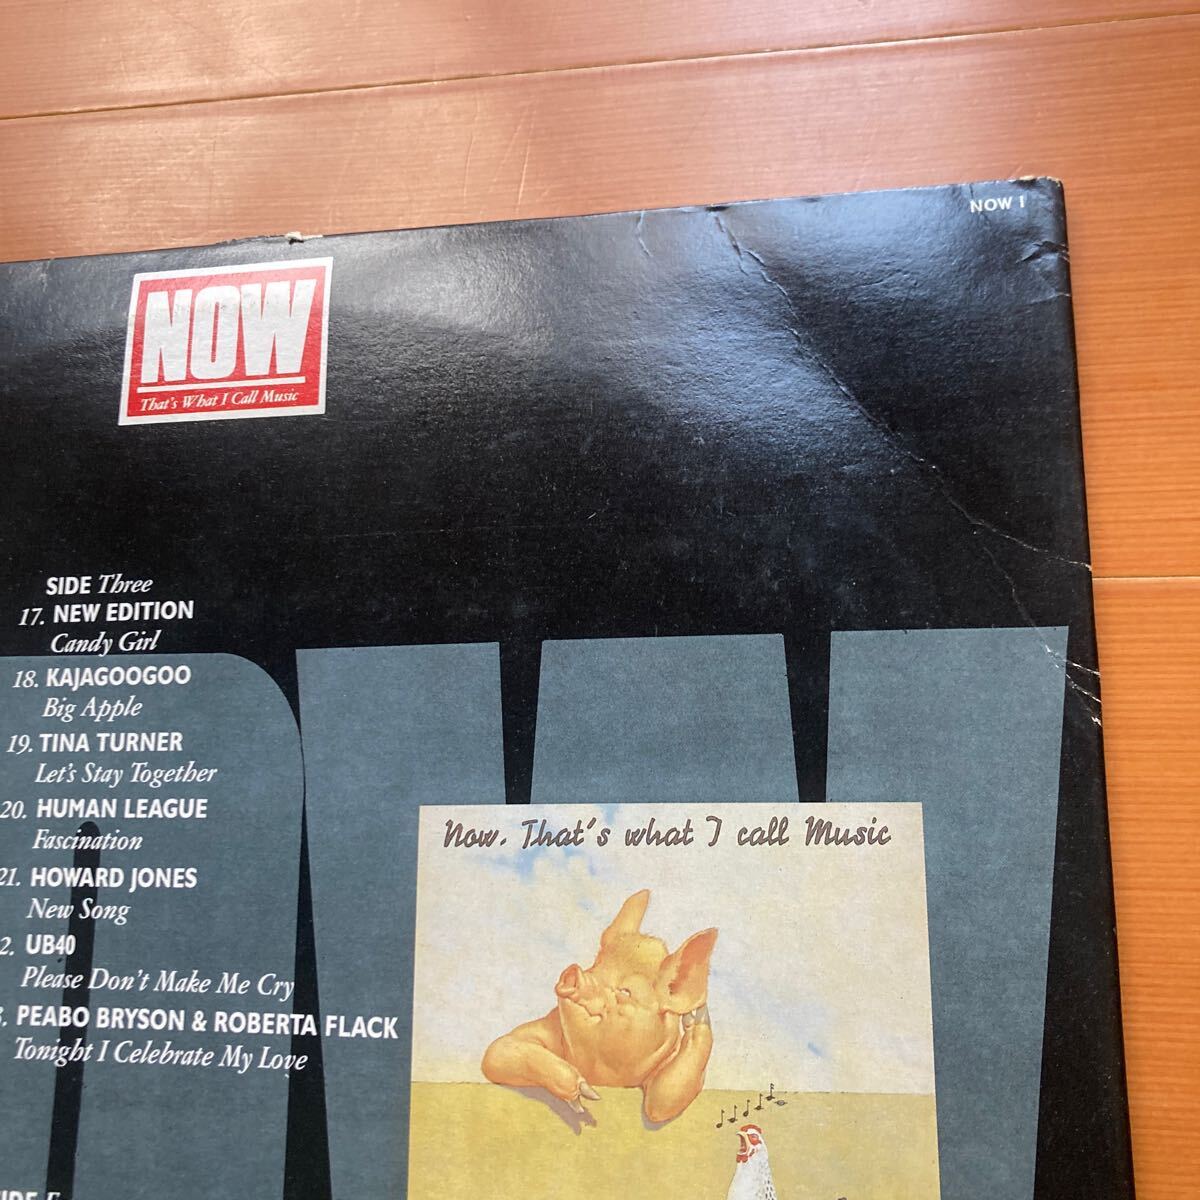 NOW I
NOW
That's What I Call Music
SIDE Three
17. NEW EDITION
Candy Girl
18. KAJAGOOGOO
Big Apple
19. TINA TURNER
Let's Stay Together
20. HUMAN LEAGUE
Fascination
21. HOWARD JONES
New Song
2. UB40
Please Don't Make Me Cry
PEABO BRYSON & ROBERTA FLACK
Tonight I Celebrate My Love
Now. That's what I call Music